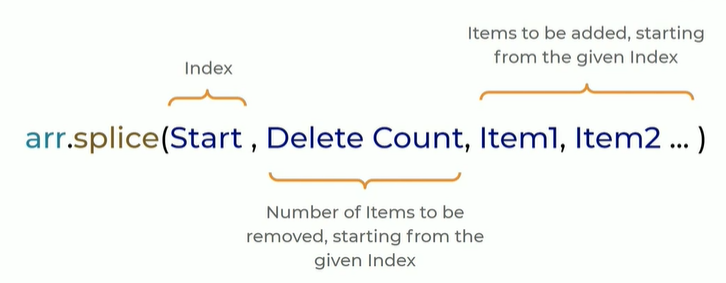 Items to be added, starting
from the given Index
Index
arr.splice(Start , Delete Count, Item1, Item2 ... )
Number of Items to be
removed, starting from the
given Index